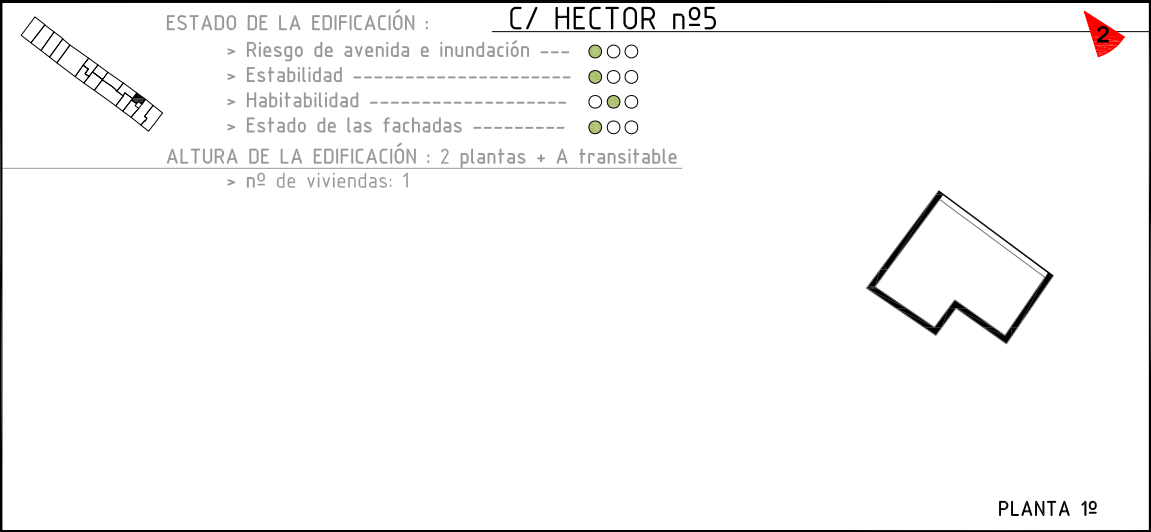 C/ HECTOR nº5
2
ESTADO DE LA EDIFICACIÓN :
> Riesgo de avenida e inundación ---
> Estabilidad ---------------------
> Habitabilidad -------------------
> Estado de las fachadas ---------
ALTURA DE LA EDIFICACIÓN : 2 plantas + A transitable
> nº de viviendas: 1
PLANTA 1º